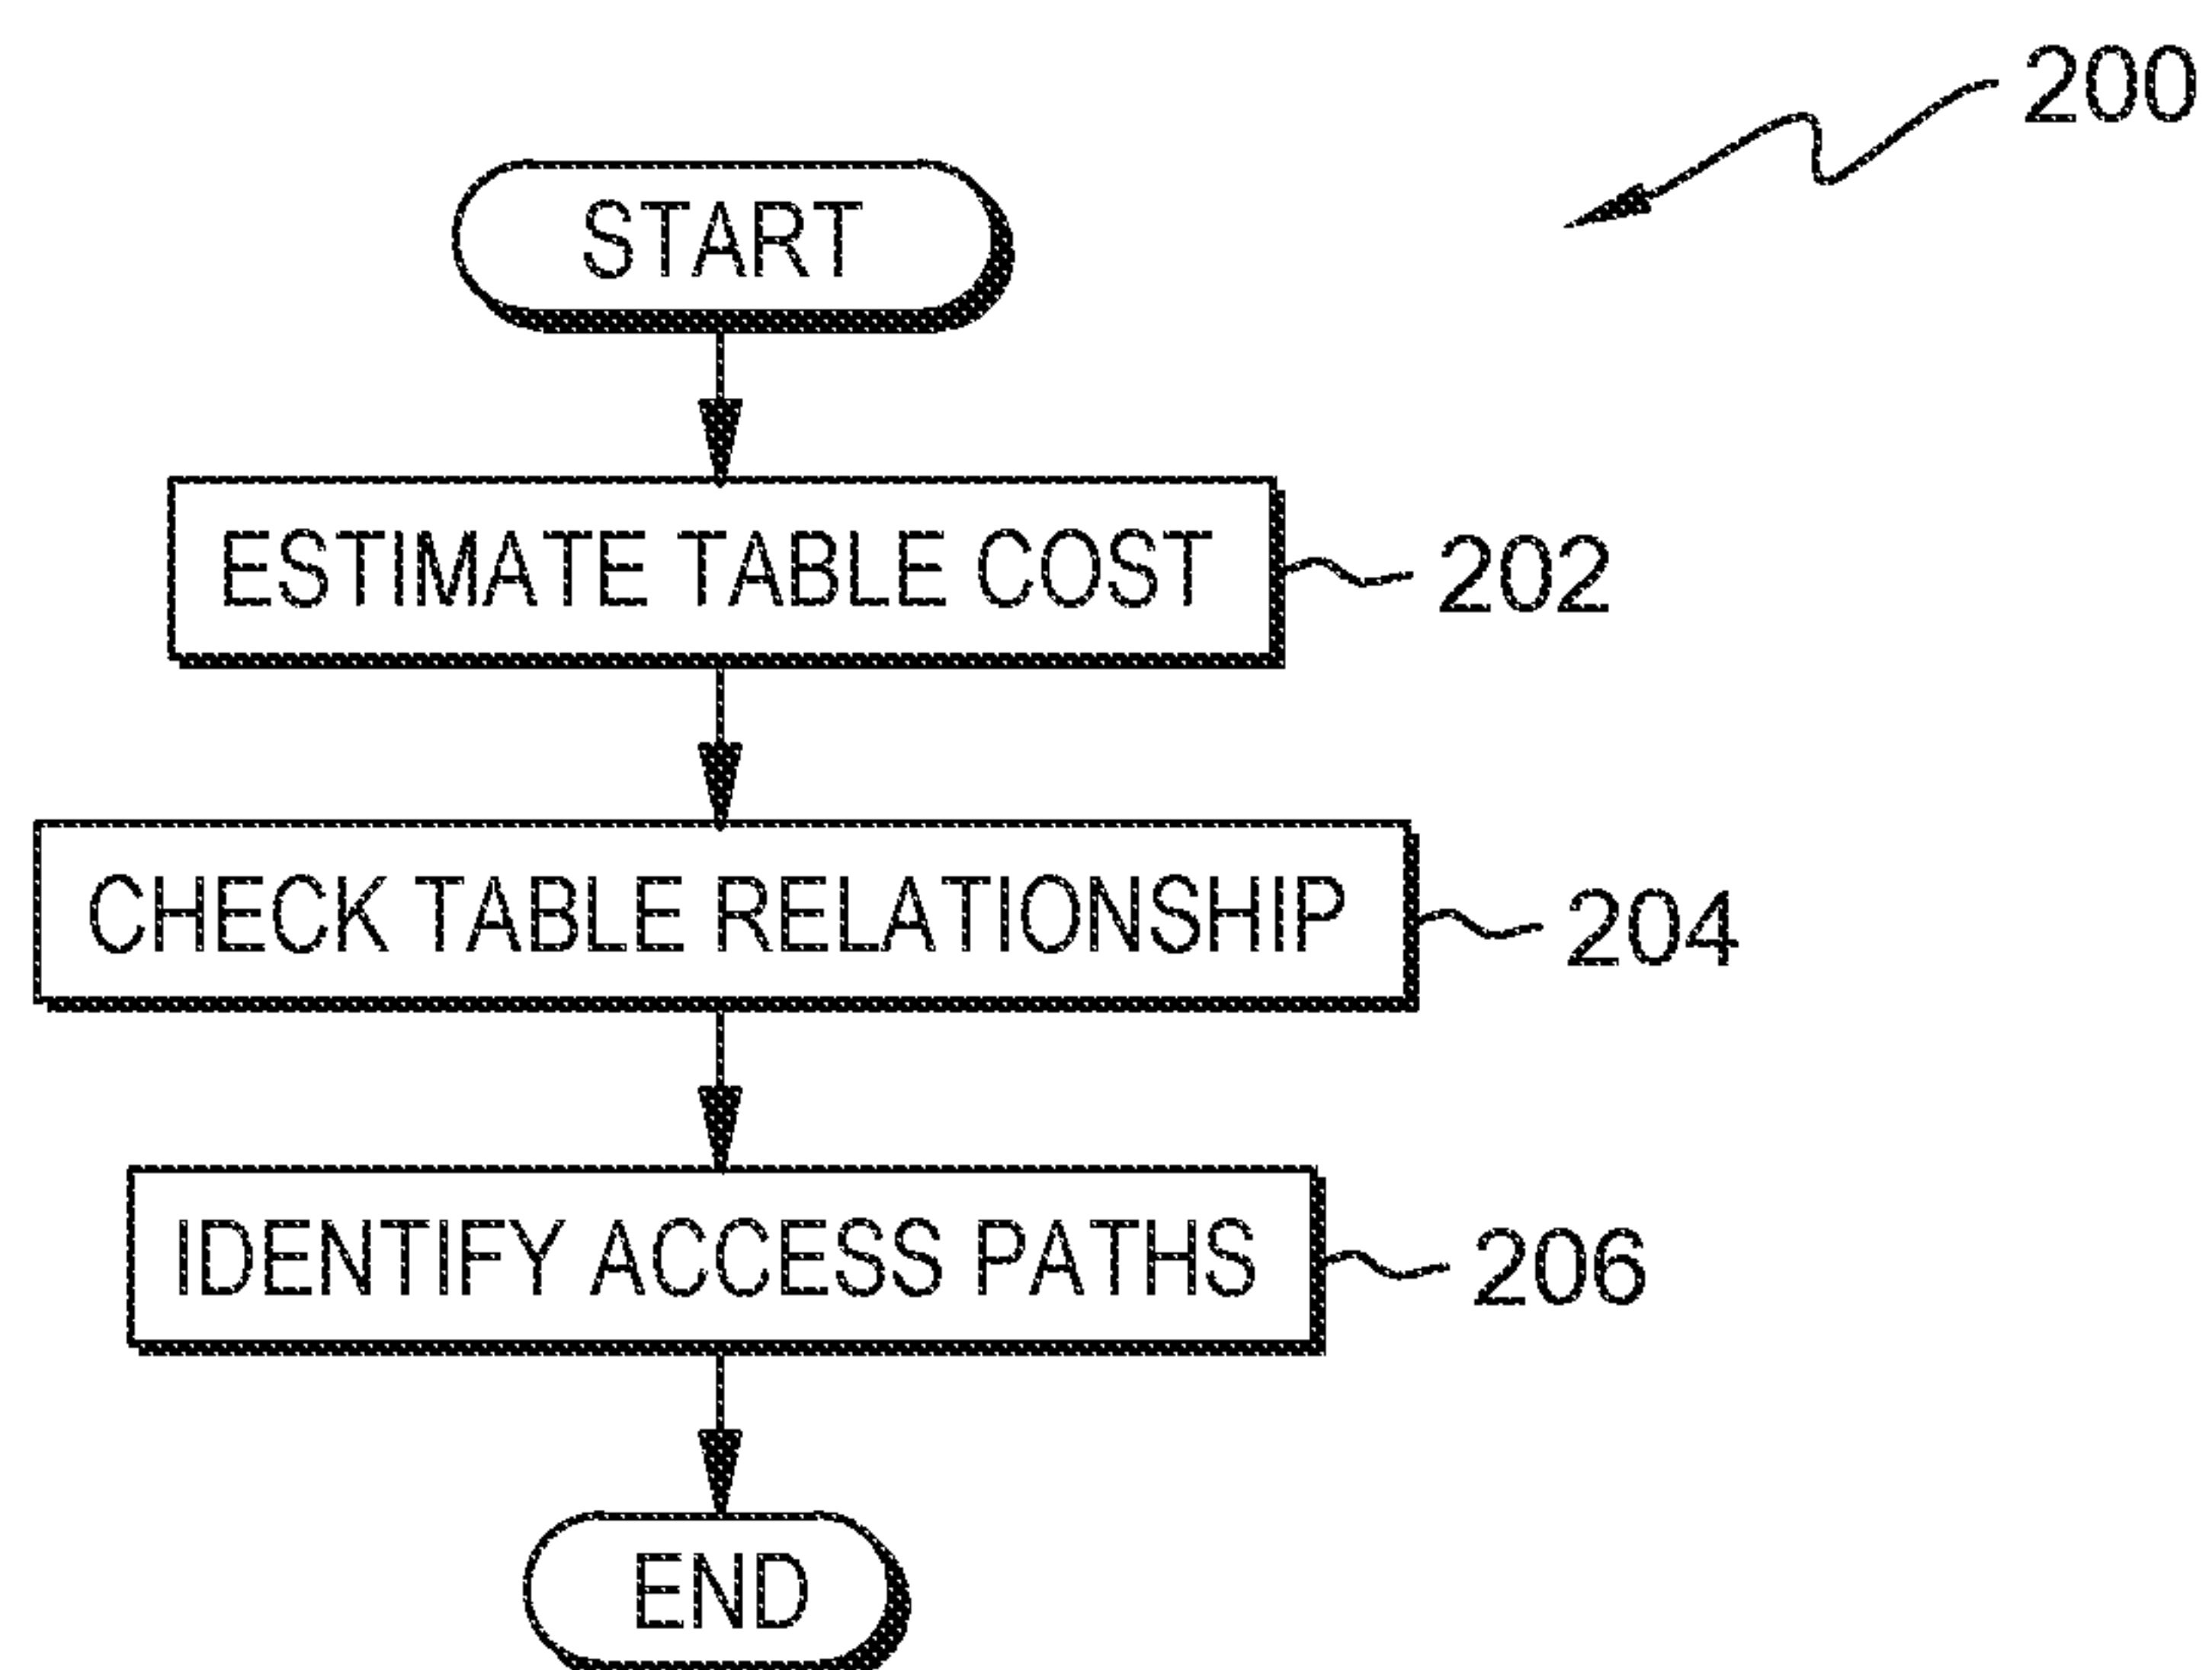 200
START
ESTIMATE TABLE COST 202
CHECK TABLE RELATIONSHIP 204
IDENTIFY ACCESS PATHS 206
END